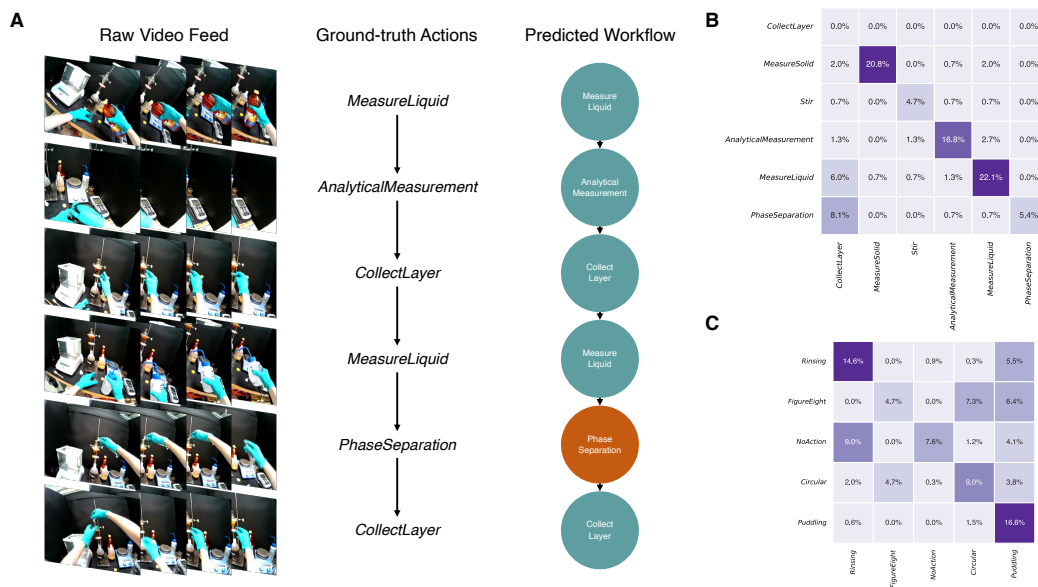 A
Raw Video Feed
Ground-truth Actions
Predicted Workflow
MeasureLiquid
AnalyticalMeasurement
CollectLayer
MeasureLiquid
PhaseSeparation
CollectLayer
Measure
Liquid
Analytical
Measurement
Collect
Layer
Measure
Liquid
Phase
Separation
Collect
Layer
B
CollectLayer 0.0% 0.0% 0.0% 0.0% 0.0% 0.0%
MeasureSolid 2.0% 20.8% 0.0% 0.7% 2.0% 0.0%
Stir 0.7% 0.0% 4.7% 0.7% 0.7% 0.0%
AnalyticalMeasurement 1.3% 0.0% 1.3% 16.8% 2.7% 0.0%
MeasureLiquid 6.0% 0.7% 0.7% 1.3% 22.1% 0.0%
PhaseSeparation 8.1% 0.0% 0.0% 0.7% 0.7% 5.4%
CollectLayer
MeasureSolid
Stir
AnalyticalMeasurement
MeasureLiquid
PhaseSeparation
C
Rinsing 14.6% 0.0% 0.9% 0.3% 5.5%
FigureEight 0.0% 4.7% 0.0% 7.3% 6.4%
NoAction 9.0% 0.0% 7.6% 1.2% 4.1%
Circular 2.0% 4.7% 0.3% 9.0% 3.8%
Puddling 0.6% 0.0% 0.0% 1.5% 16.6%
Rinsing
FigureEight
NoAction
Circular
Puddling